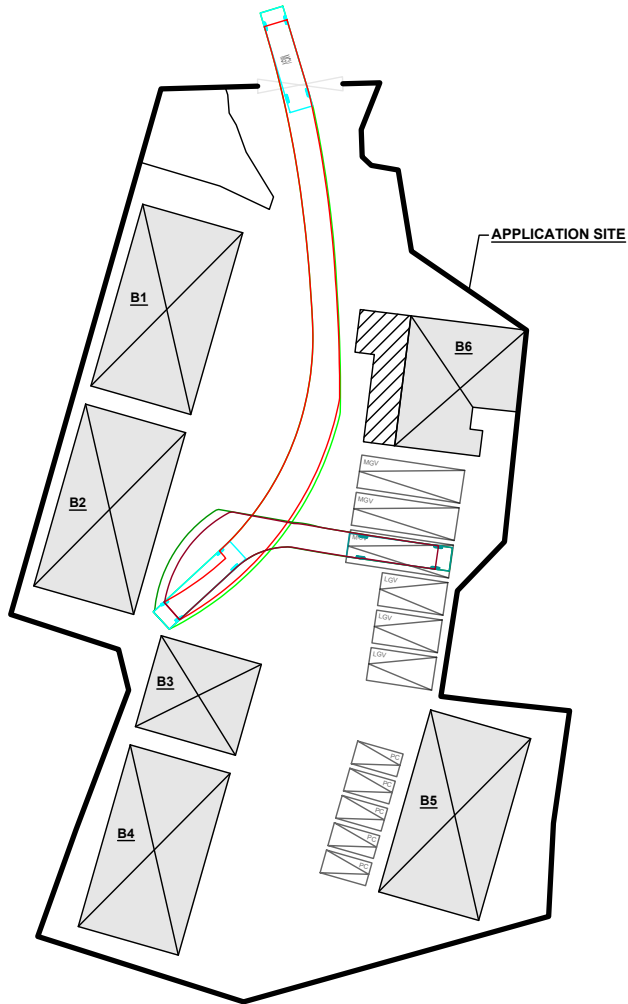 APPLICATION SITE
B1
B6
MGV
B2
MGV
LGV
LGV
LGV
B3
PC
PC
B5
PC
B4
PC
PC